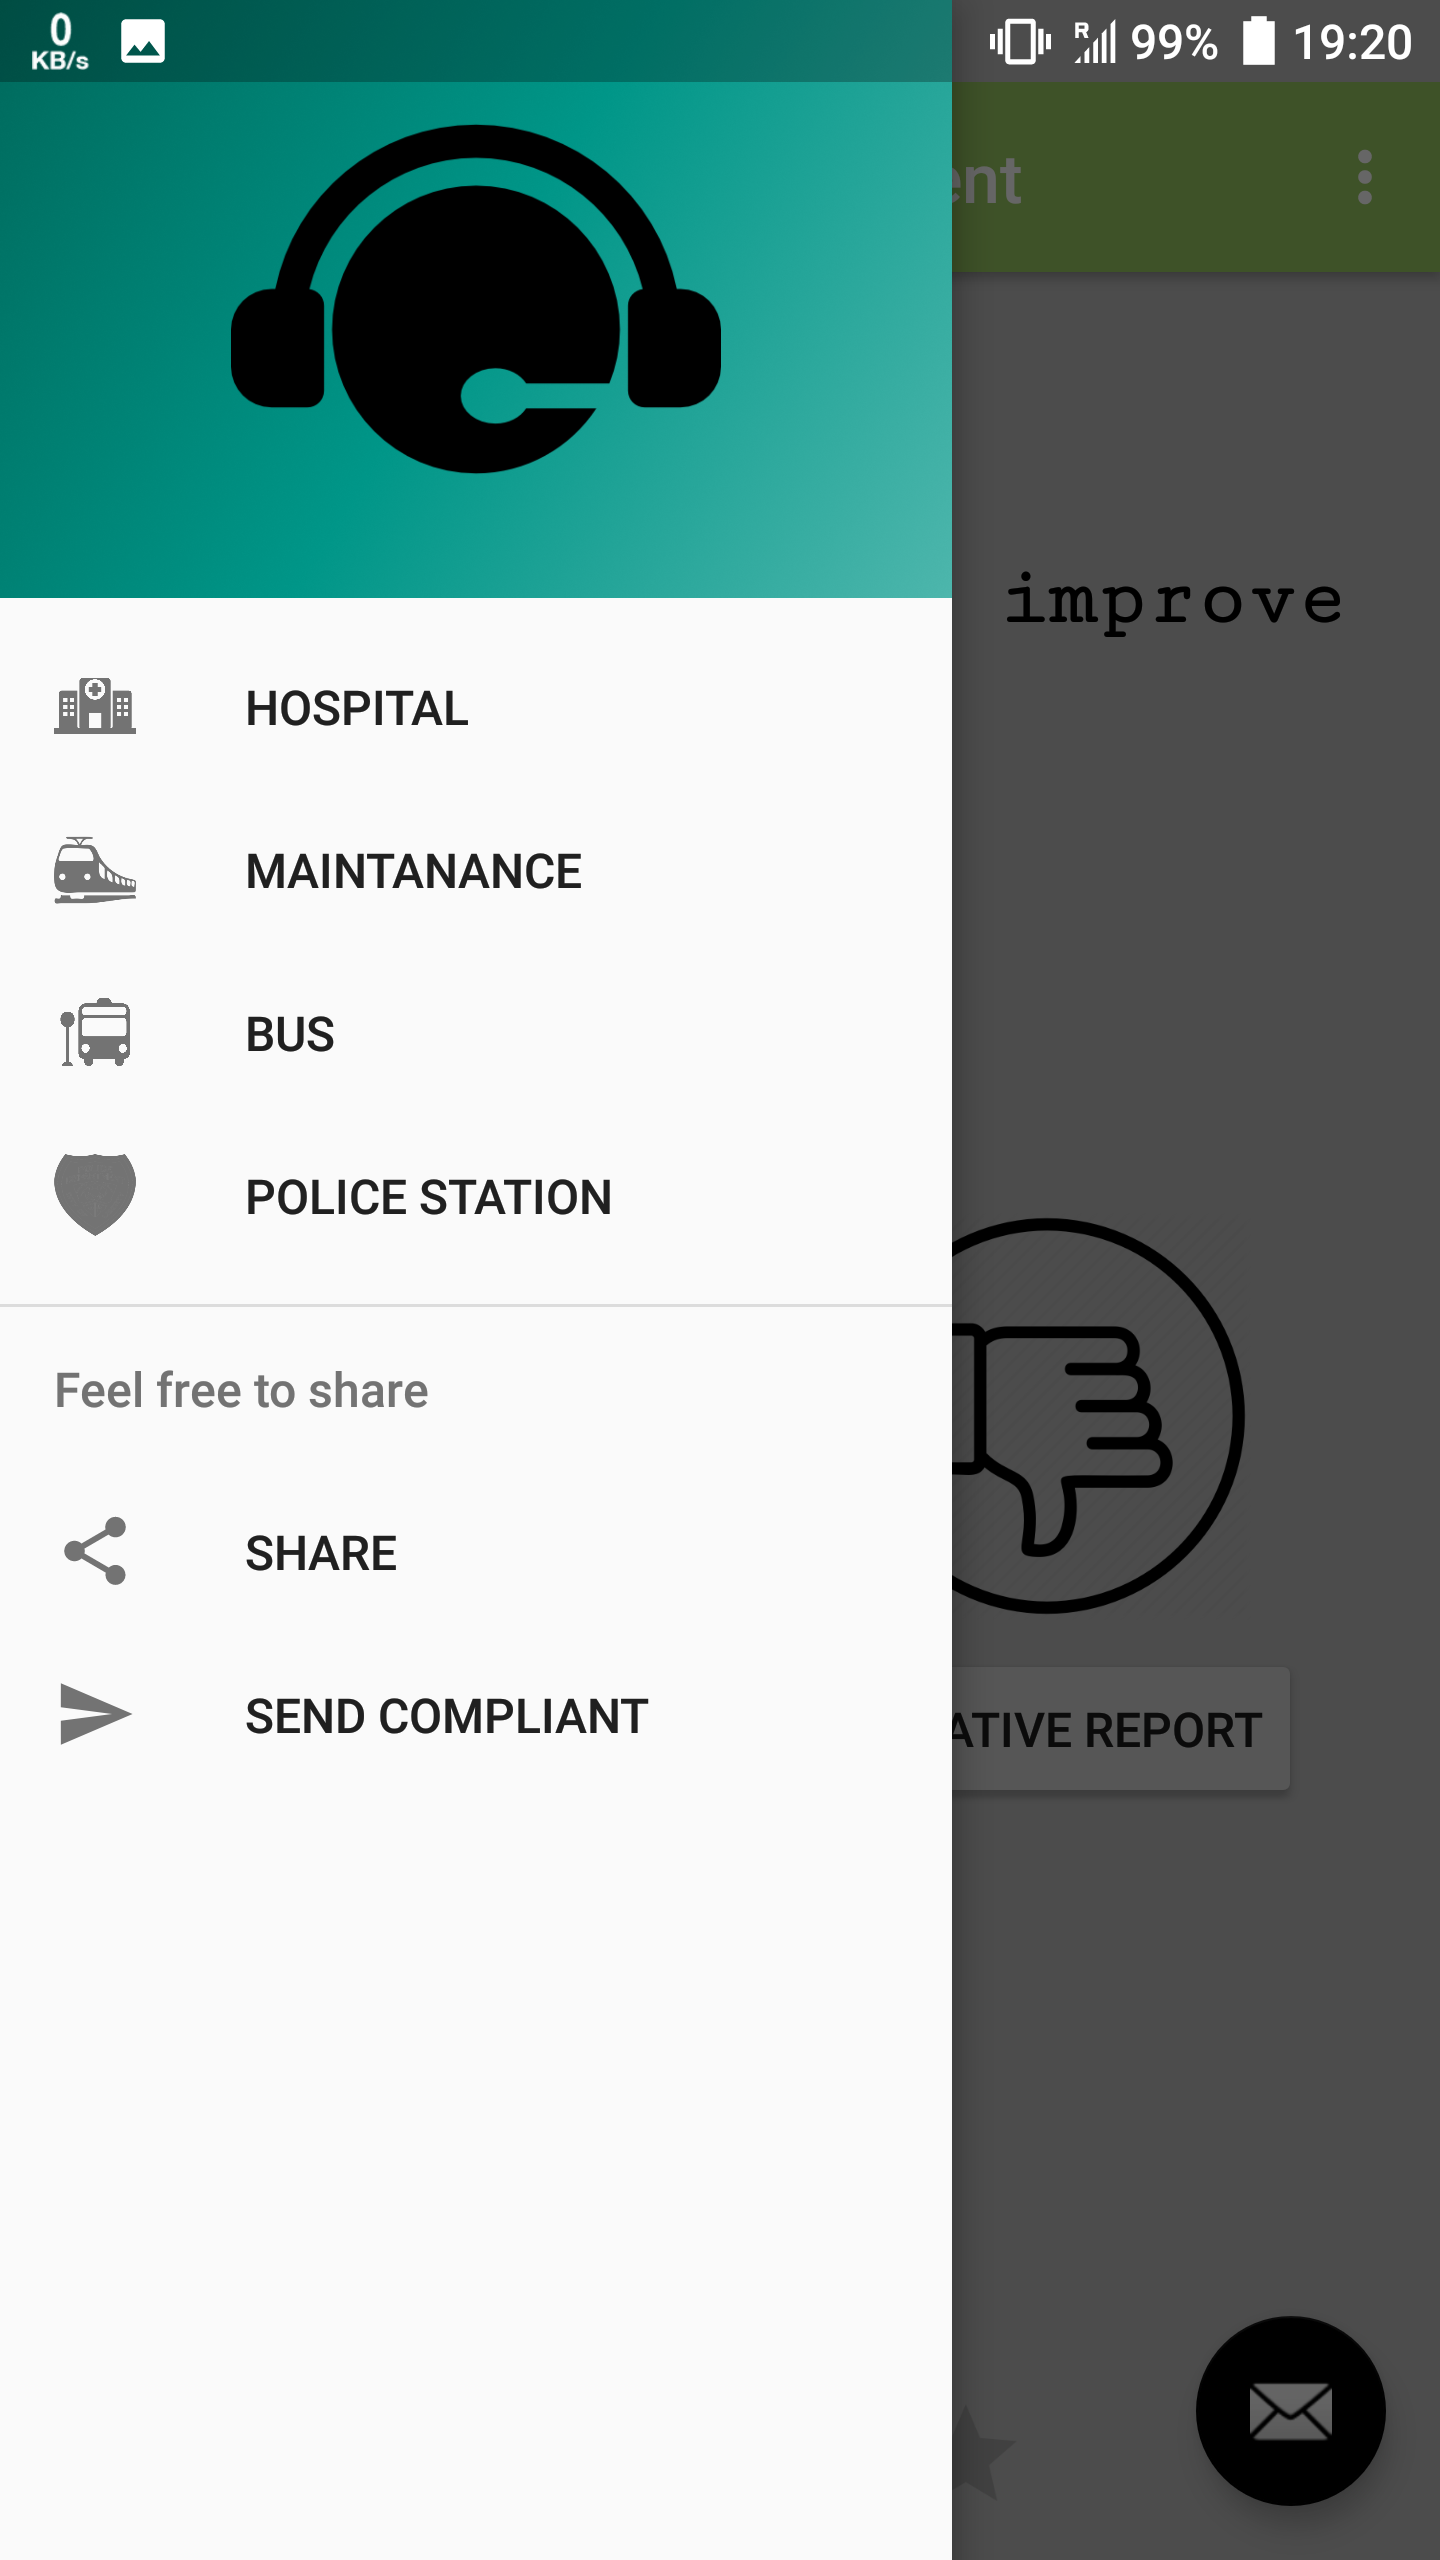 0
KB/s
R
99%
19:20
ent
improve
HOSPITAL
MAINTANANCE
BUS
POLICE STATION
Feel free to share
SHARE
SEND COMPLIANT
ATIVE REPORT